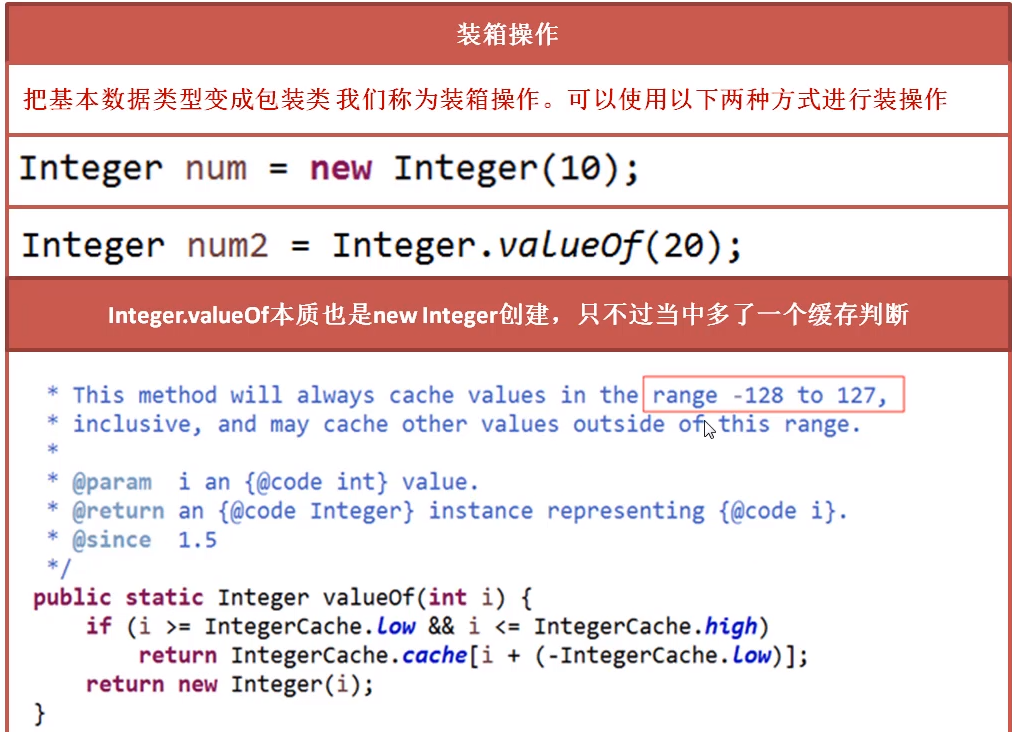 装箱操作
把基本数据类型变成包装类 我们称为装箱操作。可以使用以下两种方式进行装操作
Integer num = new Integer(10);
Integer num2 = Integer.valueOf(20);
Integer.valueOf本质也是new Integer创建，只不过当中多了一个缓存判断
* This method will always cache values in the range -128 to 127,
* inclusive, and may cache other values outside of this range.
*
* @param  i an {@code int} value.
* @return an {@code Integer} instance representing {@code i}.
* @since  1.5
*/
public static Integer valueOf(int i) {
if (i >= IntegerCache.low && i <= IntegerCache.high)
return IntegerCache.cache[i + (-IntegerCache.low)];
return new Integer(i);
}